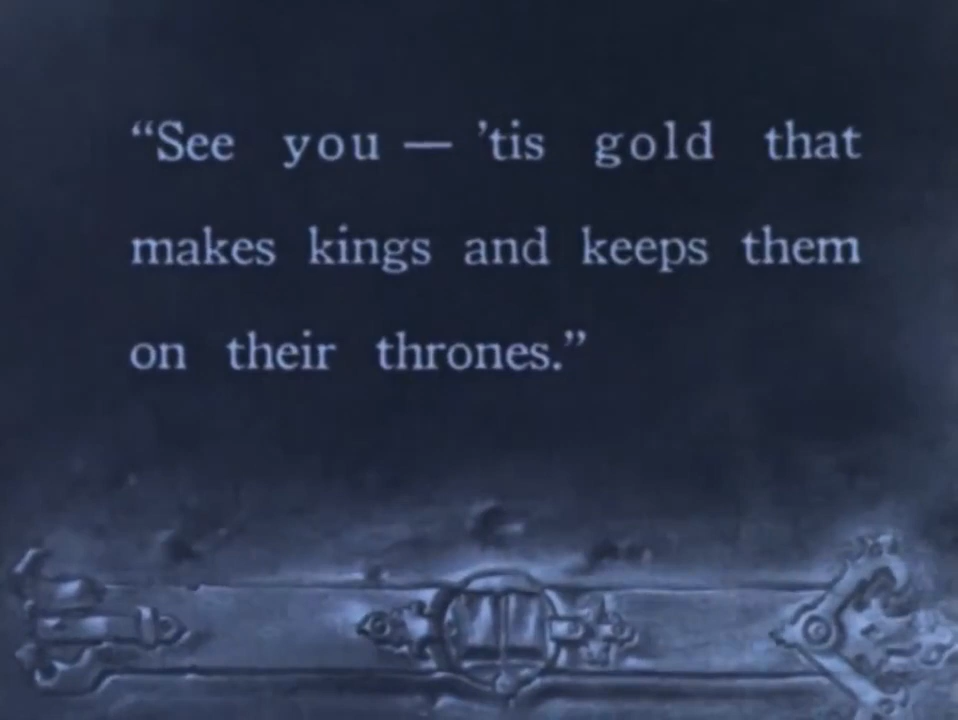 “See you — ’tis gold that
makes kings and keeps them
on their thrones.”